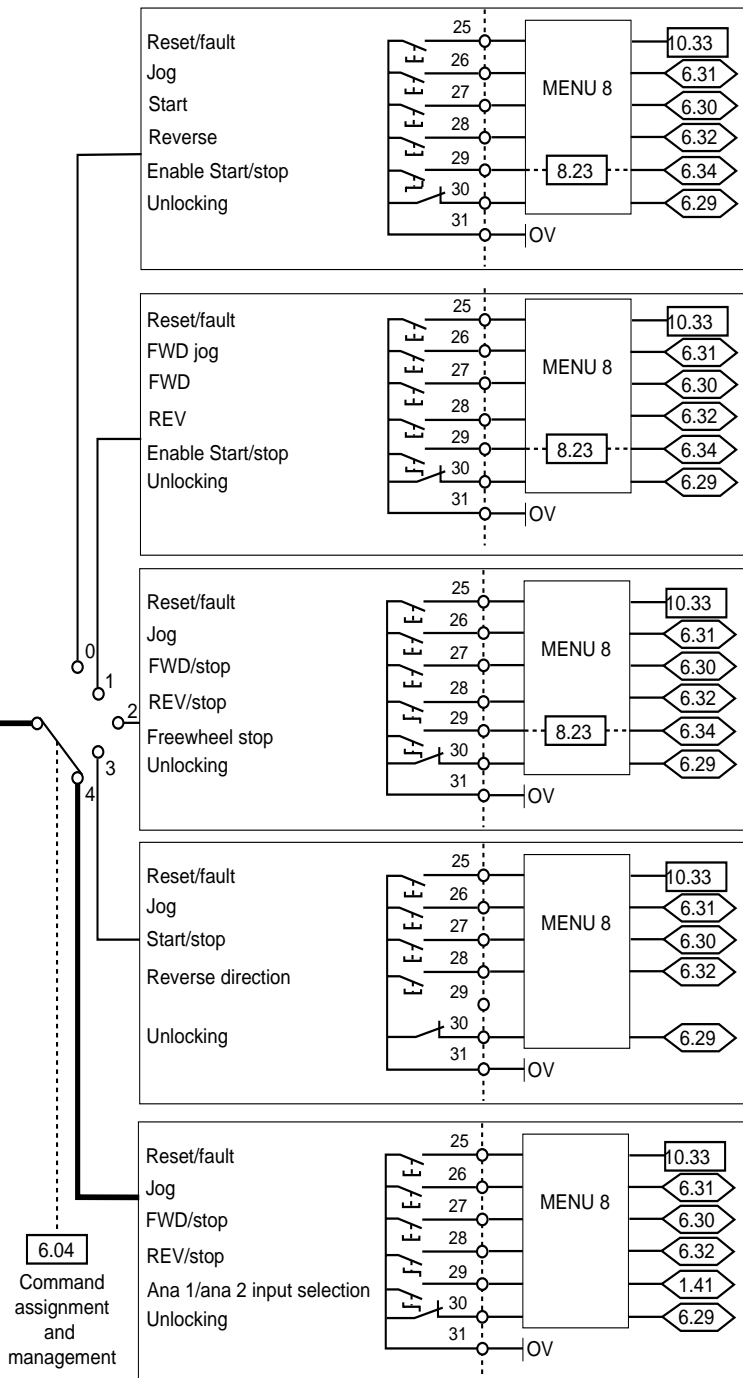 25
Reset/fault
10.33
26
Jog
6.31
MENU 8
27
Start
6.30
28
Reverse
6.32
29
Enable Start/stop
8.23
6.34
30
Unlocking
6.29
31
OV
25
Reset/fault
10.33
26
FWD jog
6.31
MENU 8
27
FWD
6.30
28
REV
6.32
29
Enable Start/stop
8.23
6.34
30
Unlocking
6.29
31
OV
25
Reset/fault
10.33
26
Jog
6.31
MENU 8
27
FWD/stop
6.30
28
REV/stop
6.32
29
Freewheel stop
8.23
6.34
30
Unlocking
6.29
31
OV
0
1
2
3
4
25
Reset/fault
10.33
26
Jog
6.31
MENU 8
27
Start/stop
6.30
28
Reverse direction
6.32
29
30
Unlocking
6.29
31
OV
25
Reset/fault
10.33
26
Jog
6.31
MENU 8
27
FWD/stop
6.30
28
REV/stop
6.32
29
Ana 1/ana 2 input selection
1.41
30
Unlocking
6.29
31
OV
6.04
Command
assignment
and
management